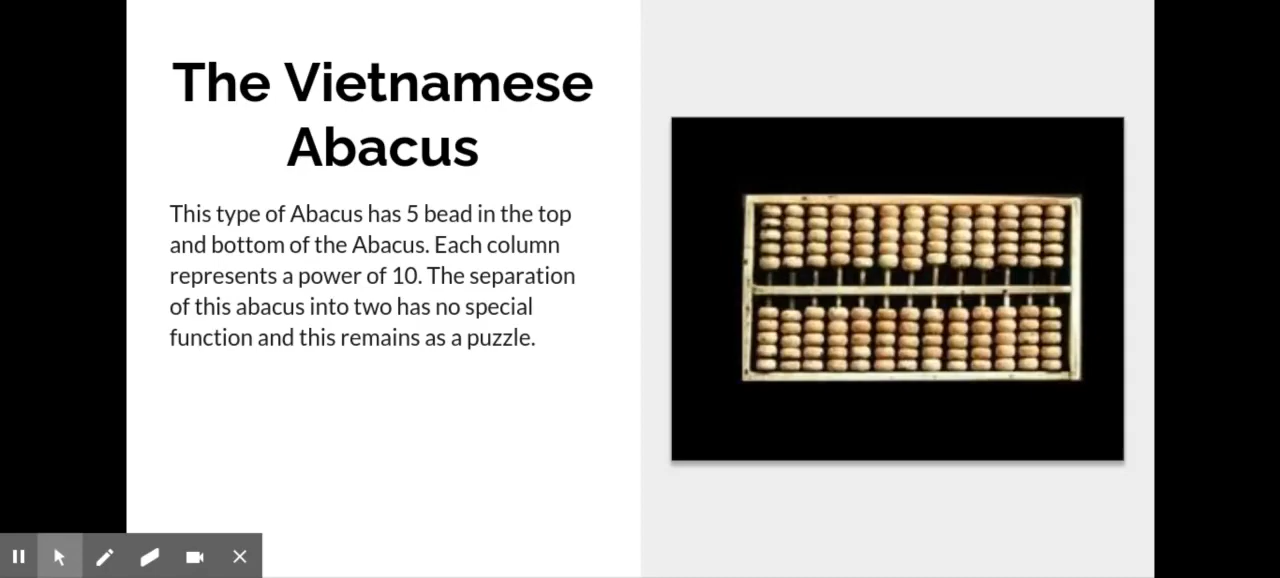 The Vietnamese
Abacus
This type of Abacus has 5 bead in the top
and bottom of the Abacus. Each column
represents a power of 10. The separation
of this abacus into two has no special
function and this remains as a puzzle.